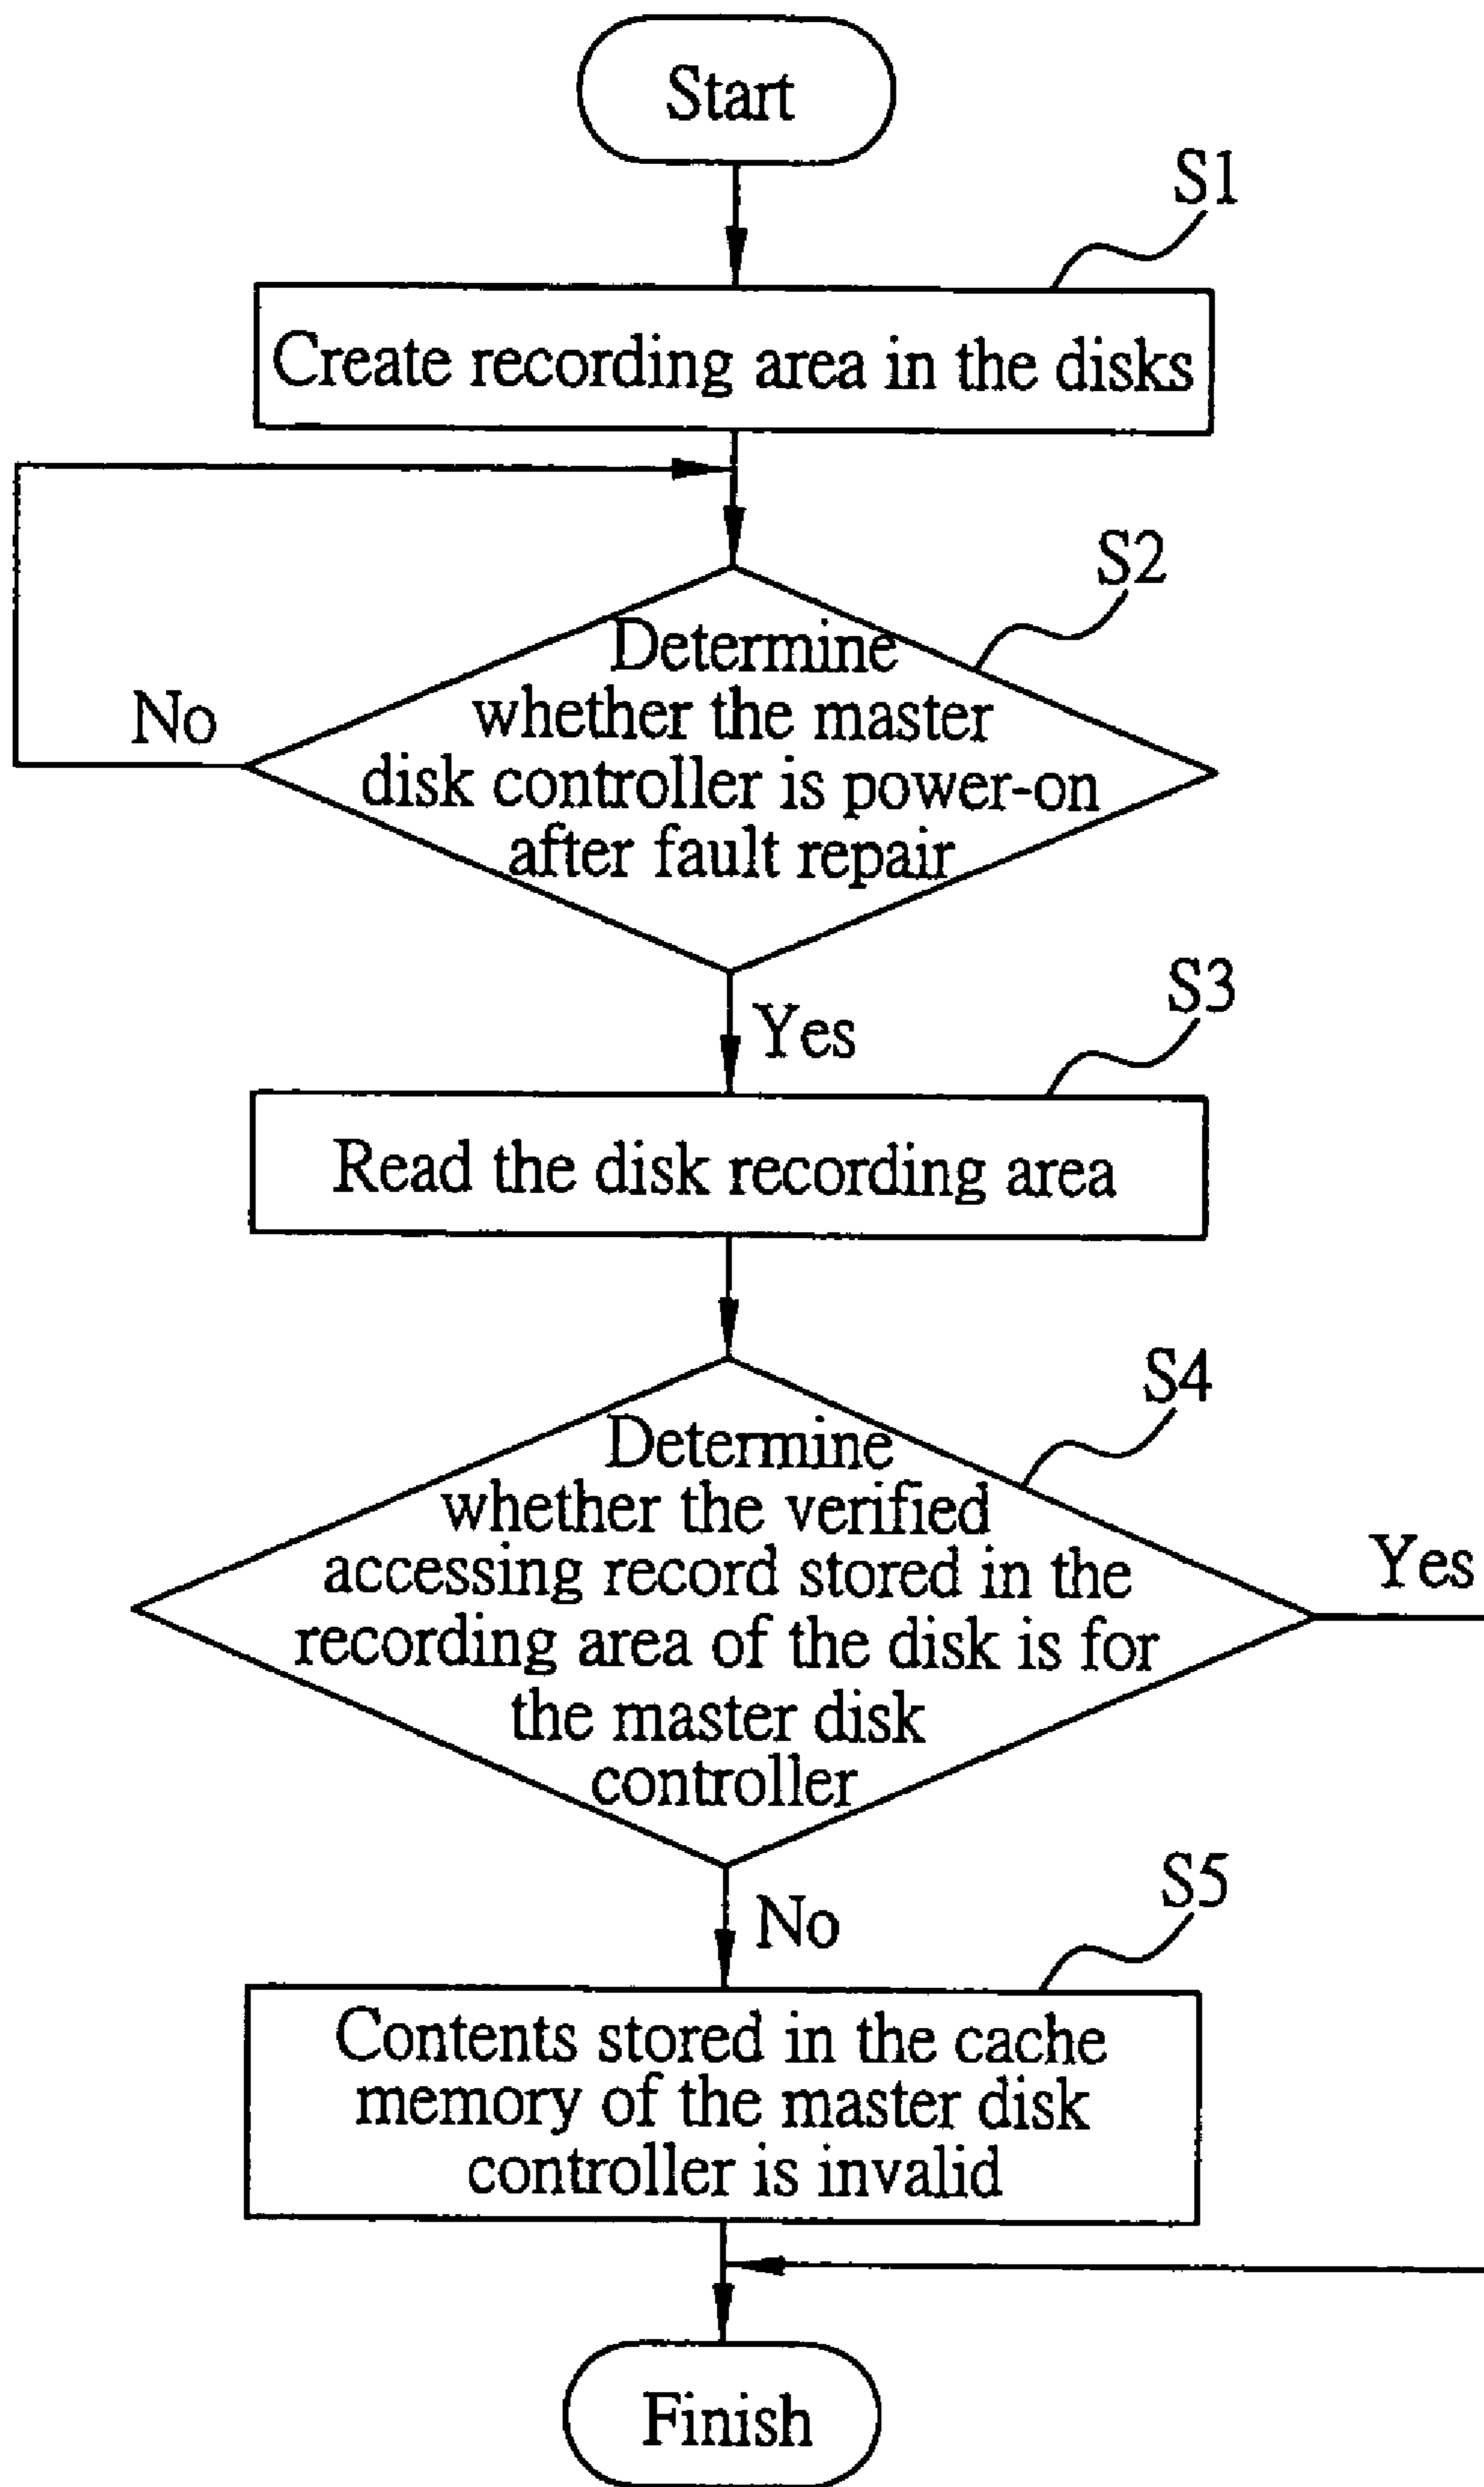 Start
S1
Create recording area in the disks
S2
Determine
whether the master
disk controller is power-on
after fault repair
No
Yes
S3
Read the disk recording area
S4
Determine
whether the verified
accessing record stored in the
recording area of the disk is for
the master disk
controller
Yes
No
S5
Contents stored in the cache
memory of the master disk
controller is invalid
Finish